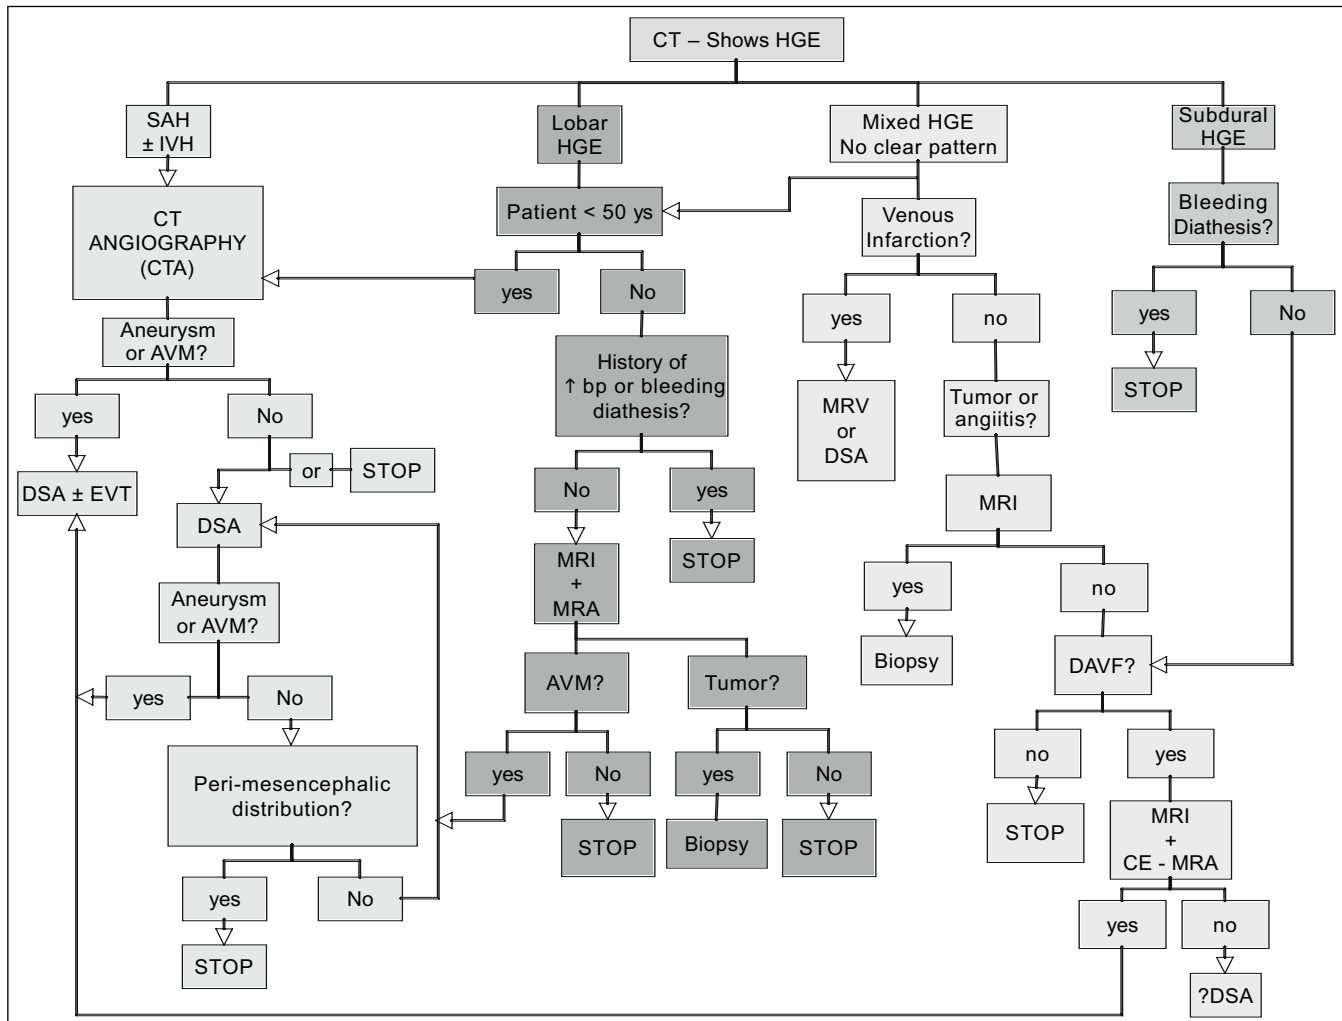 CT – Shows HGE
SAH
± IVH
Lobar
HGE
Mixed HGE
No clear pattern
Subdural
HGE
CT
ANGIOGRAPHY
(CTA)
Patient < 50 ys
Venous
Infarction?
Bleeding
Diathesis?
yes
No
yes
no
yes
No
Aneurysm
or AVM?
History of
↑ bp or bleeding
diathesis?
MRV
or
DSA
Tumor or
angiitis?
STOP
yes
No
or
STOP
DSA ± EVT
DSA
No
yes
MRI
MRI
+
MRA
STOP
yes
no
Aneurysm
or AVM?
Biopsy
DAVF?
yes
No
AVM?
Tumor?
no
yes
Peri-mesencephalic
distribution?
yes
No
yes
No
STOP
MRI
+
CE - MRA
STOP
Biopsy
STOP
yes
No
yes
no
STOP
?DSA